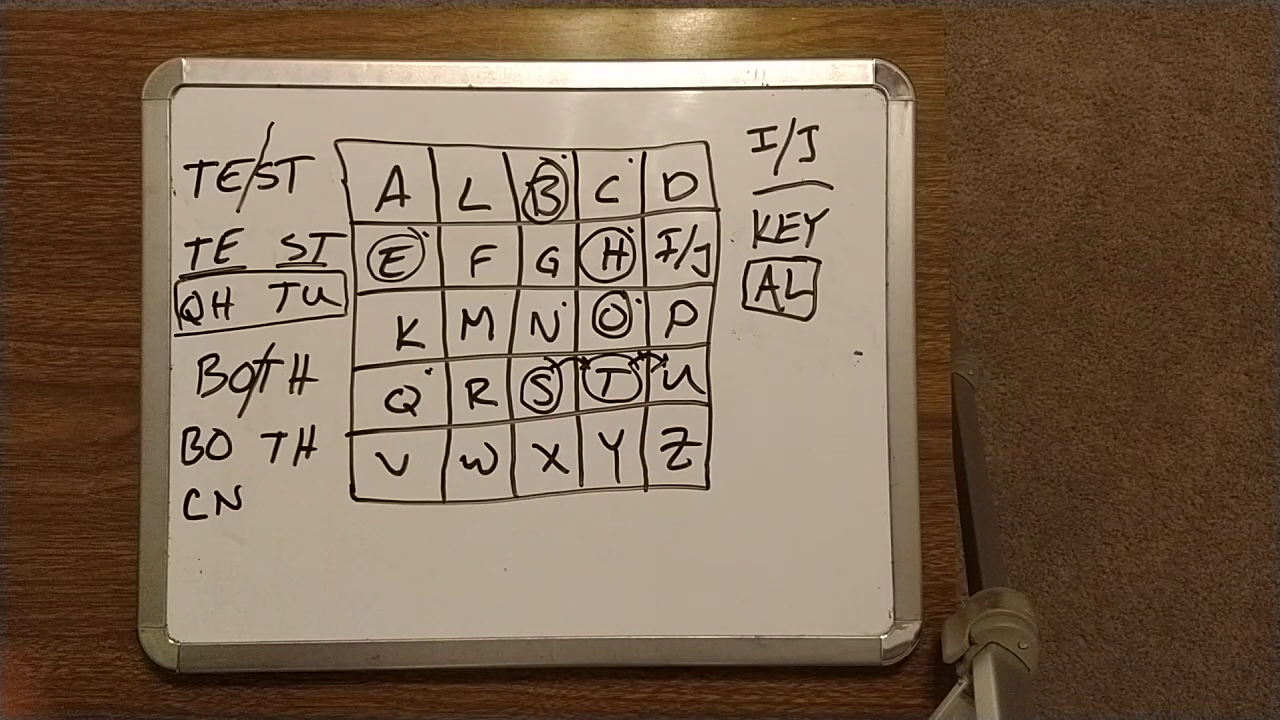 TE/ST
TE ST
QH TU
BO/TH
BO TH
CN
A L B C D
E F G H I/J
K M N O P
Q R S T U
V W X Y Z
I/J
KEY
AL